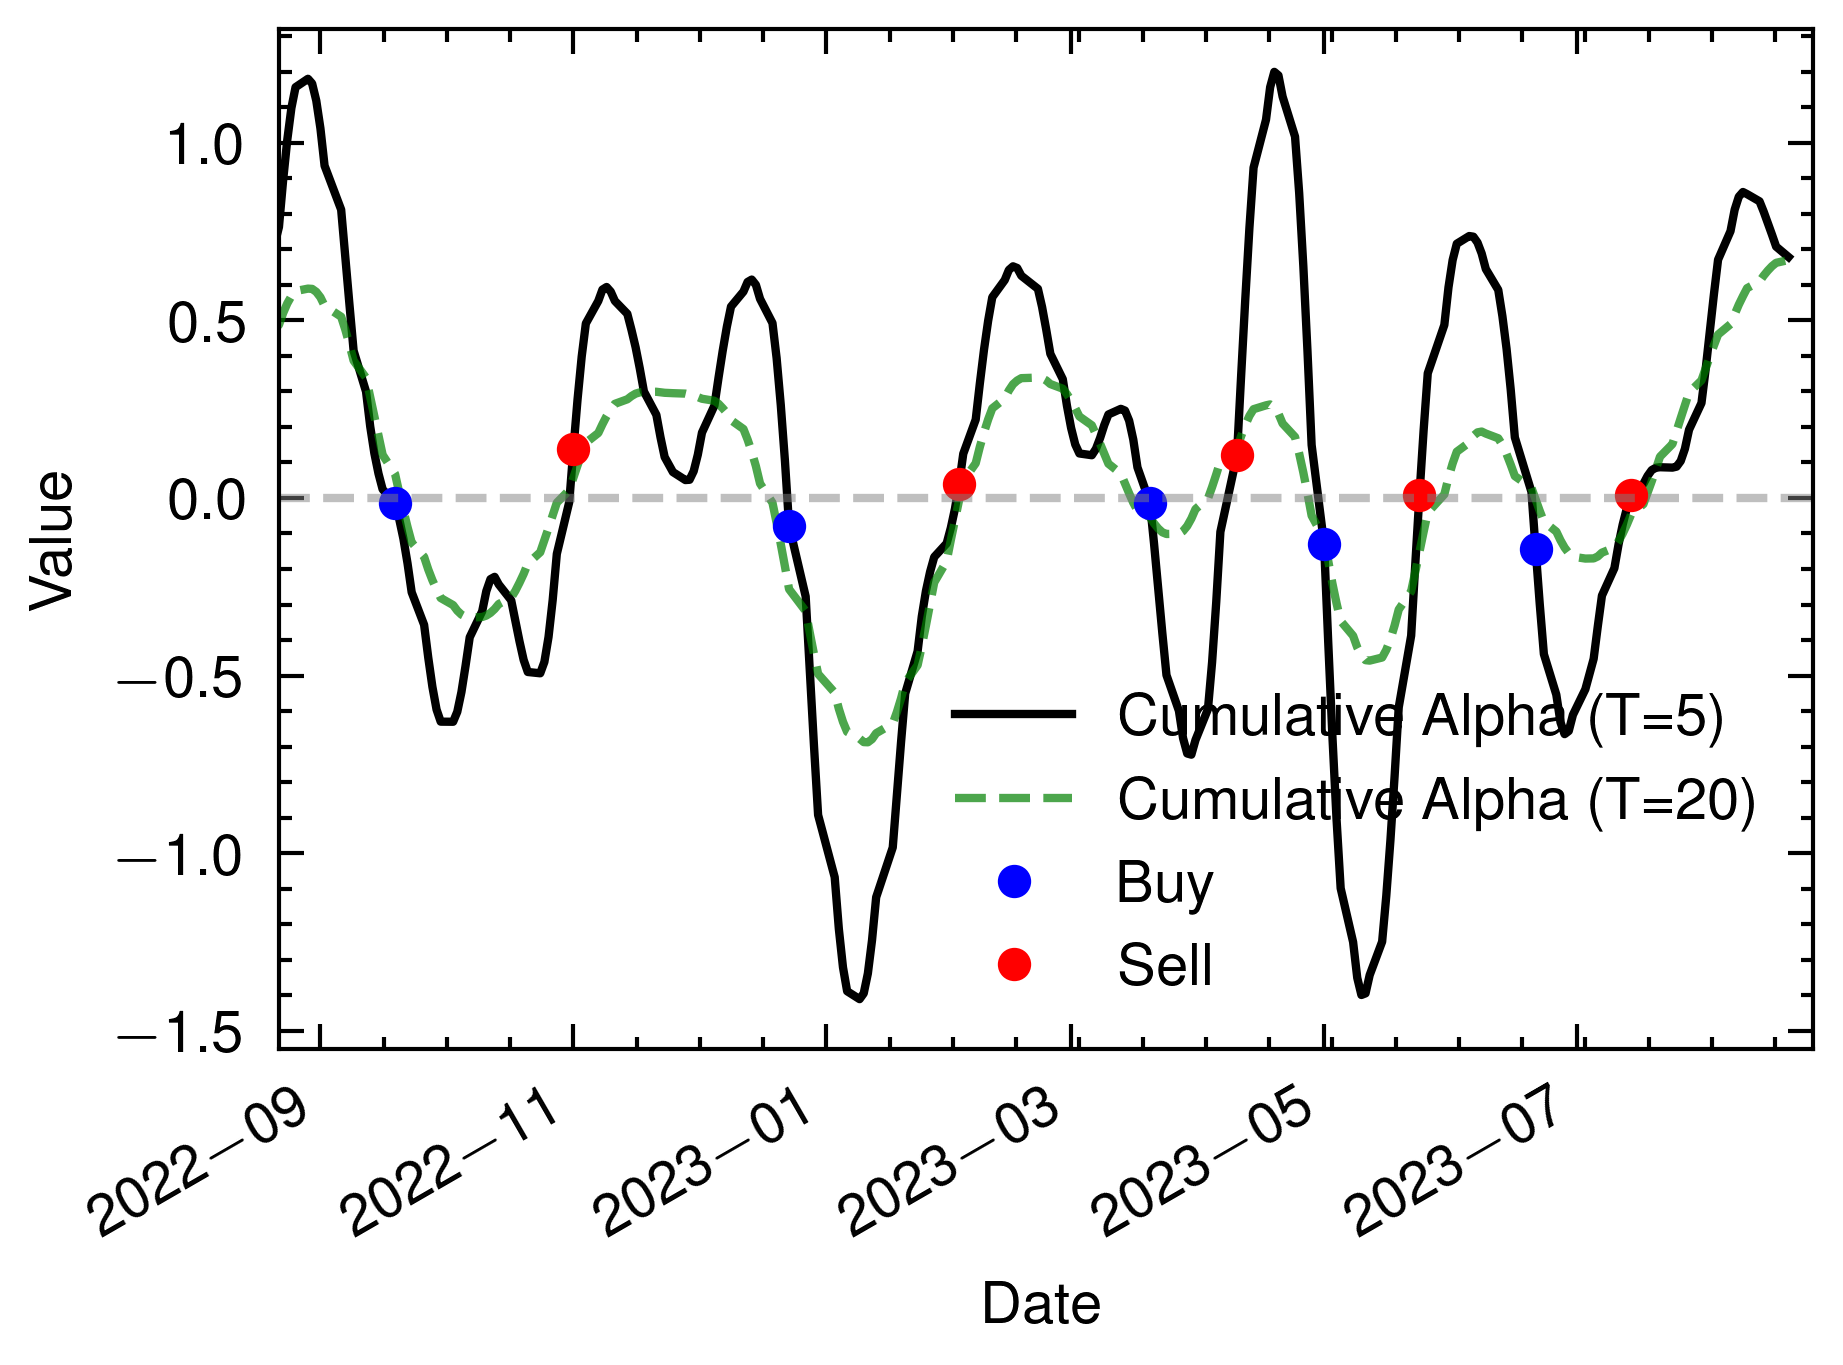 1.0
0.5
0.0
−0.5
−1.0
−1.5
Value
Cumulative Alpha (T=5)
Cumulative Alpha (T=20)
Buy
Sell
2022−09
2022−11
2023−01
2023−03
2023−05
2023−07
Date